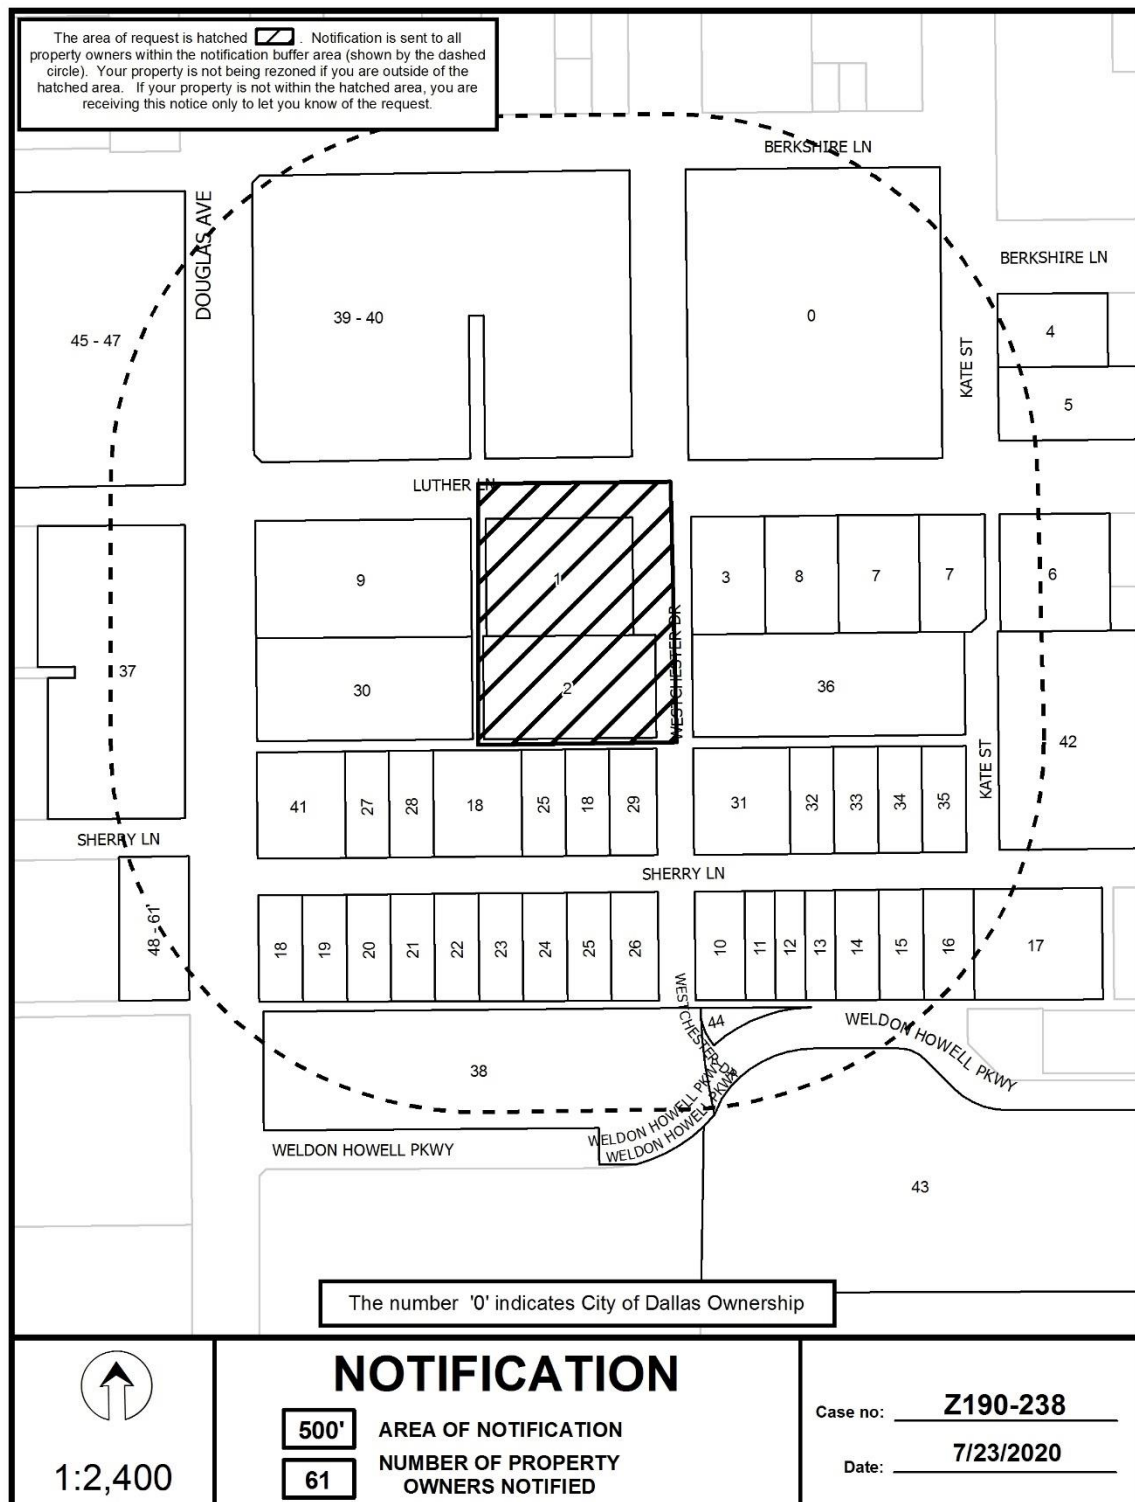 The area of request is hatched . Notification is sent to all
property owners within the notification buffer area (shown by the dashed
circle). Your property is not being rezoned if you are outside of the
hatched area. If your property is not within the hatched area, you are
receiving this notice only to let you know of the request.
BERKSHIRE LN
DOUGLAS AVE
BERKSHIRE LN
39 - 40
0
45 - 47
4
KATE ST
5
LUTHER LN
9
1
3
8
7
7
6
WESTCHESTER DR
37
30
2
36
42
KATE ST
41
27
28
18
25
18
29
31
32
33
34
35
SHERRY LN
SHERRY LN
48 - 61
18
19
20
21
22
23
24
25
26
10
11
12
13
14
15
16
17
WESTCHESTER DR
44
WELDON HOWELL PKWY
38
WELDON HOWELL PKWY
WELDON HOWELL PKWY
WELDON HOWELL PKWY
43
The number '0' indicates City of Dallas Ownership
NOTIFICATION
500' AREA OF NOTIFICATION
61 NUMBER OF PROPERTY
OWNERS NOTIFIED
1:2,400
Case no: Z190-238
Date: 7/23/2020